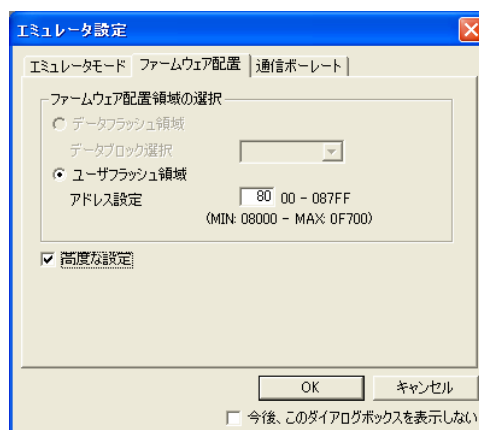 エミュレータ設定
エミュレータモード ファームウェア配置 通信ボーレート
ファームウェア配置領域の選択
データフラッシュ領域
データブロック選択
ユーザフラッシュ領域
アドレス設定 80 00 - 087FF
(MIN: 08000 - MAX: 0F700)
高度な設定
OK キャンセル
今後、このダイアログボックスを表示しない